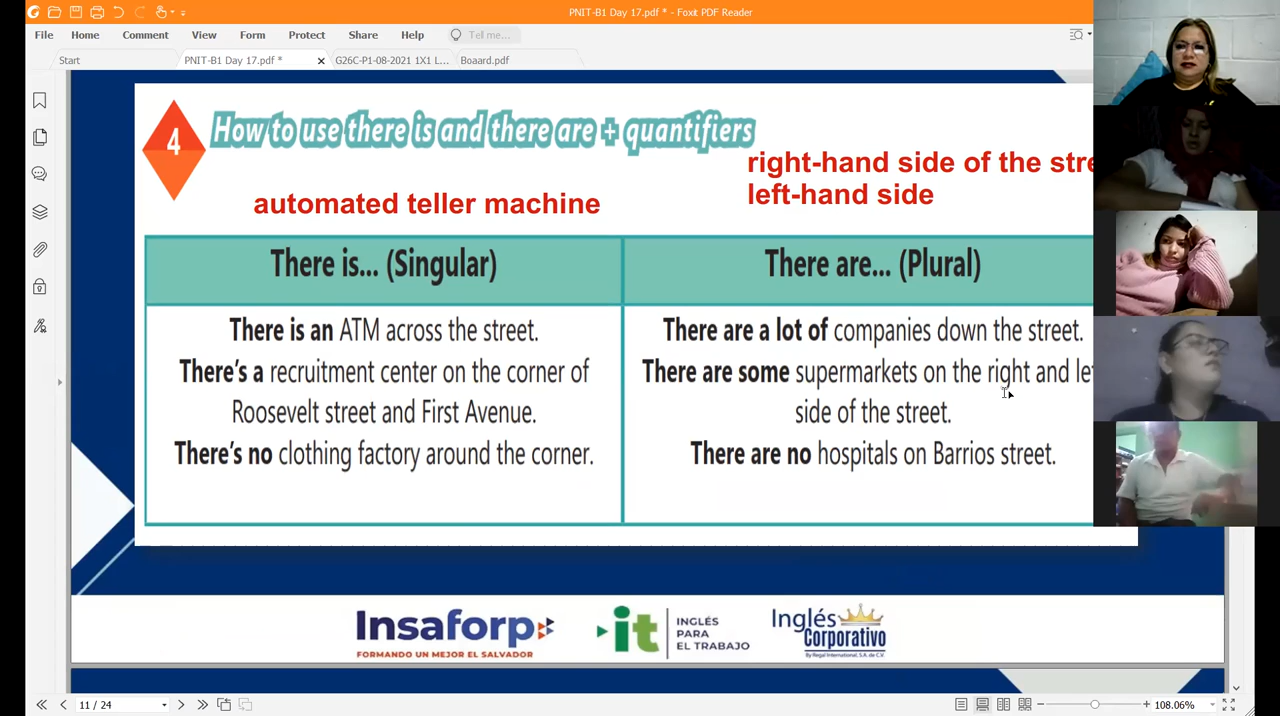 PNIT-B1 Day 17.pdf * - Foxit PDF Reader
File Home Comment View Form Protect Share Help Tell me...
Start PNIT-B1 Day 17.pdf * G26C-P1-08-2021 1X1 L... Boaard.pdf
4 How to use there is and there are + quantifiers
right-hand side of the stre
left-hand side
automated teller machine
There is... (Singular) There are... (Plural)
There is an ATM across the street. There are a lot of companies down the street.
There's a recruitment center on the corner of There are some supermarkets on the right and le
Roosevelt street and First Avenue. side of the street.
There's no clothing factory around the corner. There are no hospitals on Barrios street.
Insaforp
FORMANDO UN MEJOR EL SALVADOR
it INGLÉS
PARA
EL TRABAJO
Inglés
Corporativo
By Regal International, S.A. de C.V.
11 / 24 108.06%